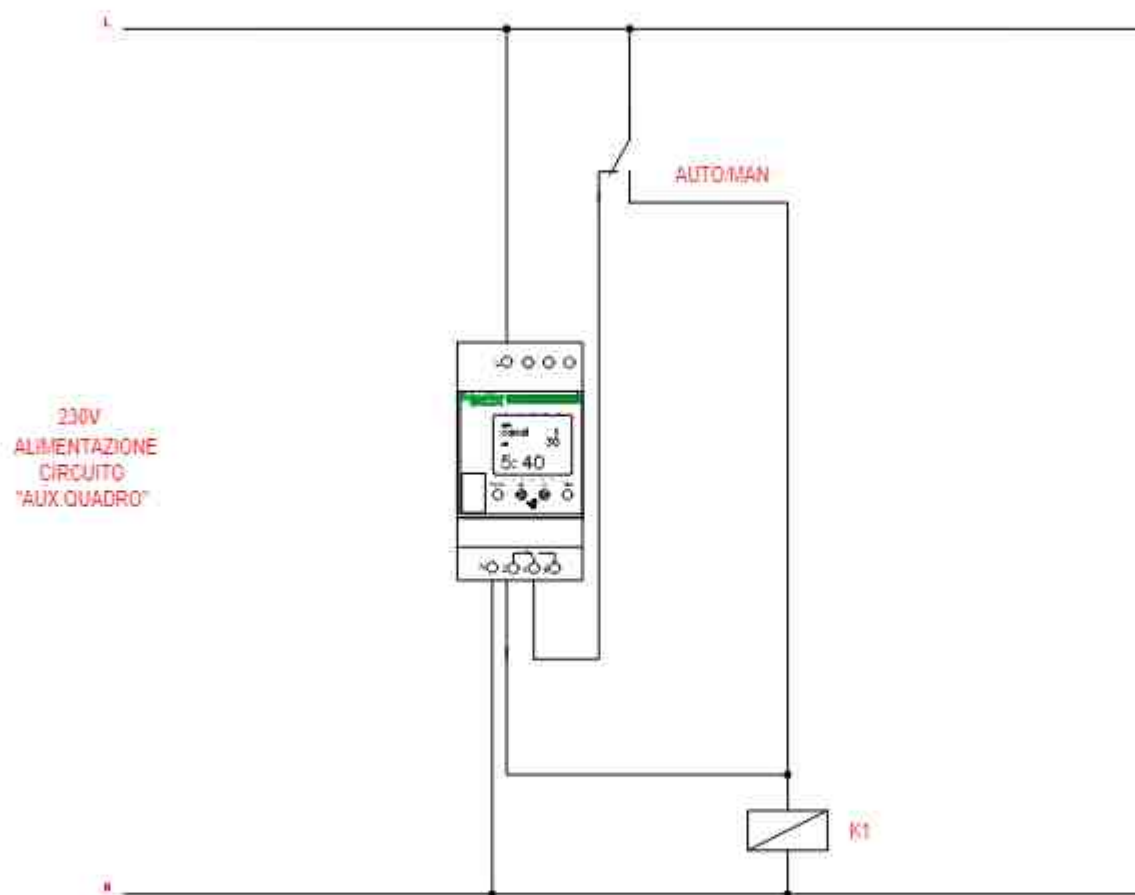 L
AUTO/MAN
230V
ALIMENTAZIONE
CIRCUITO
"AUX.QUADRO"
5: 40
K1
N